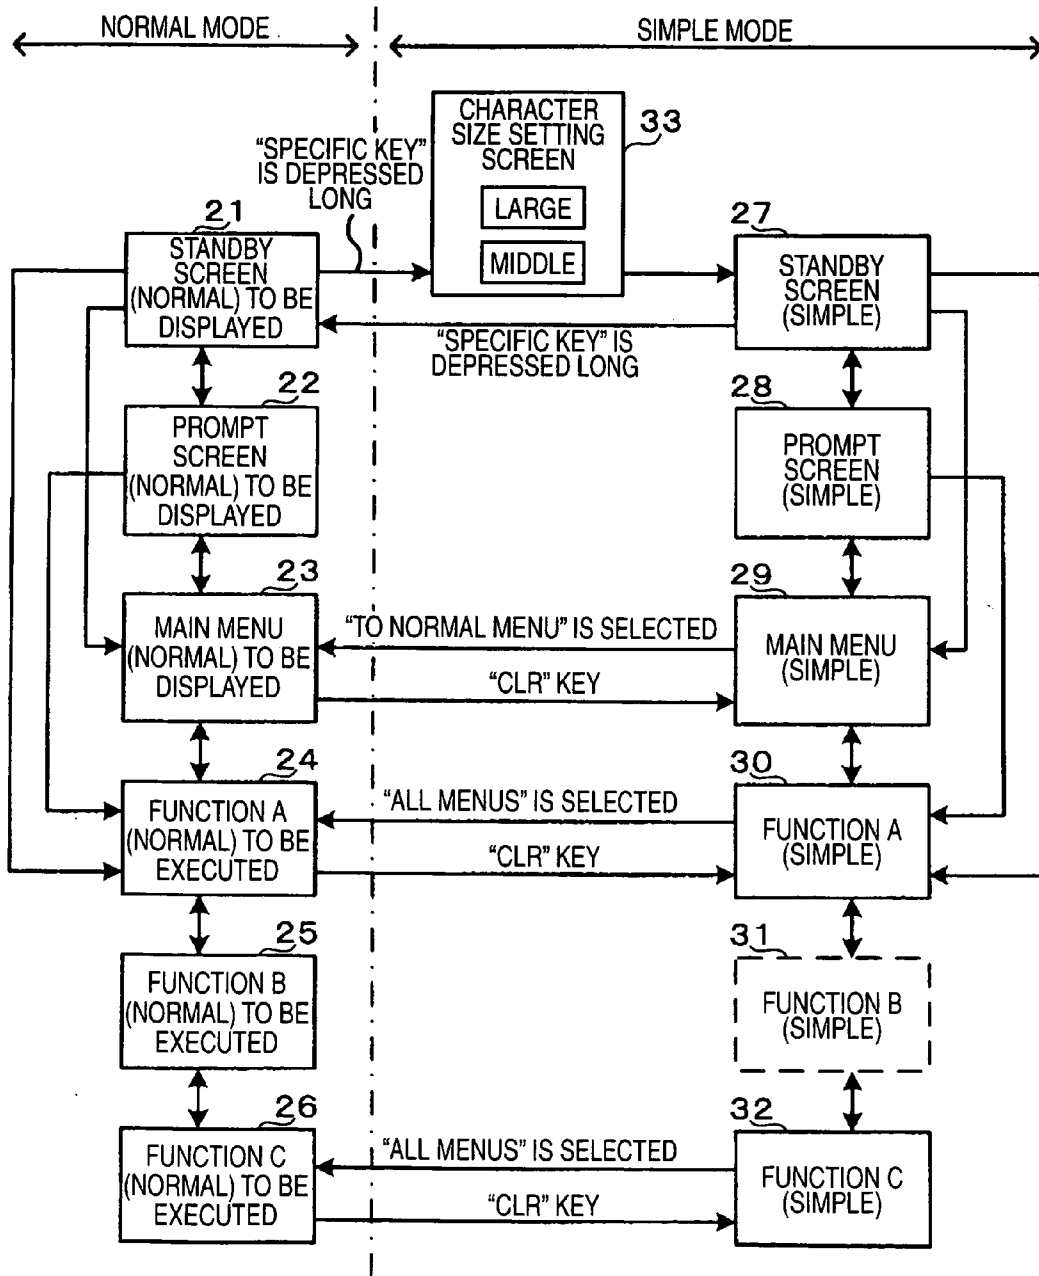 NORMAL MODE
SIMPLE MODE
CHARACTER
SIZE SETTING
SCREEN
33
LARGE
MIDDLE
"SPECIFIC KEY"
IS DEPRESSED
LONG
21
STANDBY
SCREEN
(NORMAL) TO BE
DISPLAYED
27
STANDBY
SCREEN
(SIMPLE)
"SPECIFIC KEY" IS
DEPRESSED LONG
22
PROMPT
SCREEN
(NORMAL) TO BE
DISPLAYED
28
PROMPT
SCREEN
(SIMPLE)
23
MAIN MENU
(NORMAL) TO BE
DISPLAYED
"TO NORMAL MENU" IS SELECTED
"CLR" KEY
29
MAIN MENU
(SIMPLE)
24
FUNCTION A
(NORMAL) TO BE
EXECUTED
"ALL MENUS" IS SELECTED
"CLR" KEY
30
FUNCTION A
(SIMPLE)
25
FUNCTION B
(NORMAL) TO BE
EXECUTED
31
FUNCTION B
(SIMPLE)
26
FUNCTION C
(NORMAL) TO BE
EXECUTED
"ALL MENUS" IS SELECTED
"CLR" KEY
32
FUNCTION C
(SIMPLE)